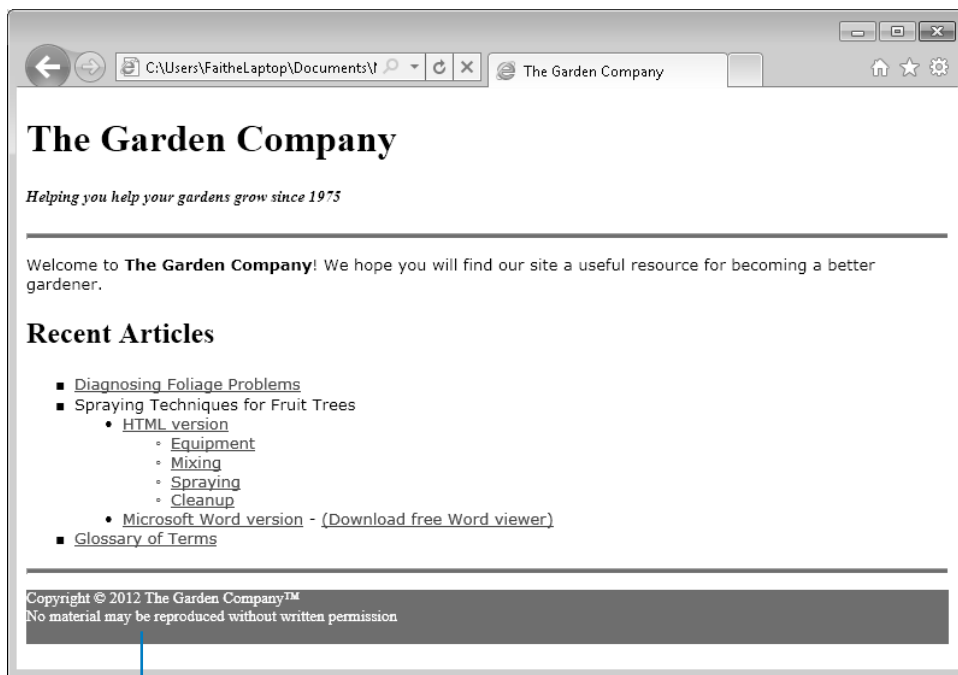 C:\Users\FaitheLaptop\Documents\
The Garden Company
The Garden Company
Helping you help your gardens grow since 1975
Welcome to The Garden Company! We hope you will find our site a useful resource for becoming a better
gardener.
Recent Articles
Diagnosing Foliage Problems
Spraying Techniques for Fruit Trees
HTML version
Equipment
Mixing
Spraying
Cleanup
Microsoft Word version - (Download free Word viewer)
Glossary of Terms
Copyright © 2012 The Garden Company™
No material may be reproduced without written permission